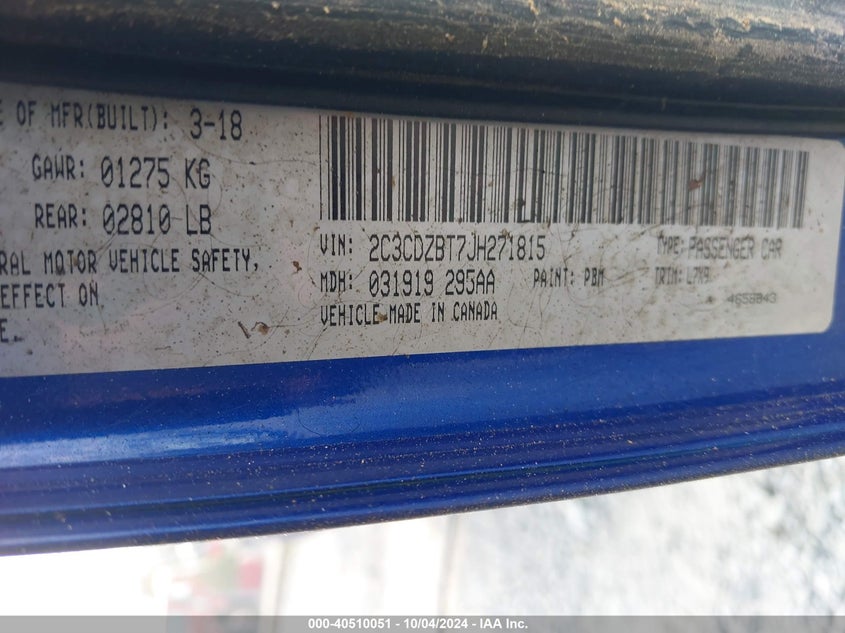 E OF MFR(BUILT): 3-18
GAWR: 01275 KG
REAR: 02810 LB
RAL MOTOR VEHICLE SAFETY,
EFFECT ON
E.
VIN: 2C3CDZBT7JH271815 TYPE: PASSENGER CAR
MDH: 031919 295AA PAINT: PBM TRIM: L7X9
VEHICLE MADE IN CANADA 4658843
000-40510051 - 10/04/2024 - IAA Inc.